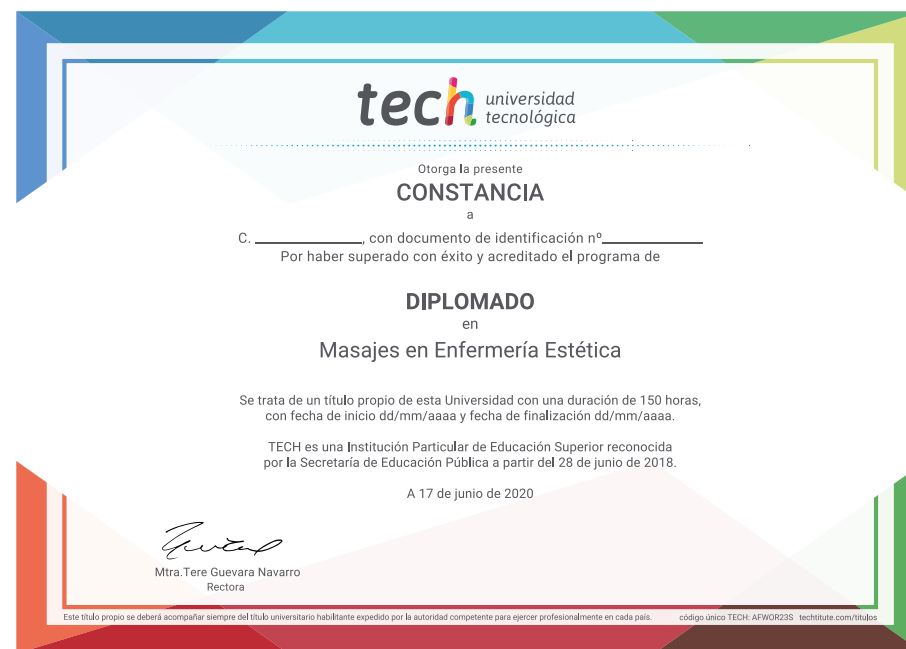 tech universidad
tecnológica
Otorga la presente
CONSTANCIA
a
C. ____________, con documento de identificación nº____________
Por haber superado con éxito y acreditado el programa de
DIPLOMADO
en
Masajes en Enfermería Estética
Se trata de un título propio de esta Universidad con una duración de 150 horas,
con fecha de inicio dd/mm/aaaa y fecha de finalización dd/mm/aaaa.
TECH es una Institución Particular de Educación Superior reconocida
por la Secretaría de Educación Pública a partir del 28 de junio de 2018.
A 17 de junio de 2020
Mtra.Tere Guevara Navarro
Rectora
Este título propio se deberá acompañar siempre del título universitario habilitante expedido por la autoridad competente para ejercer profesionalmente en cada país. código único TECH: AFWOR23S techtitute.com/titulos